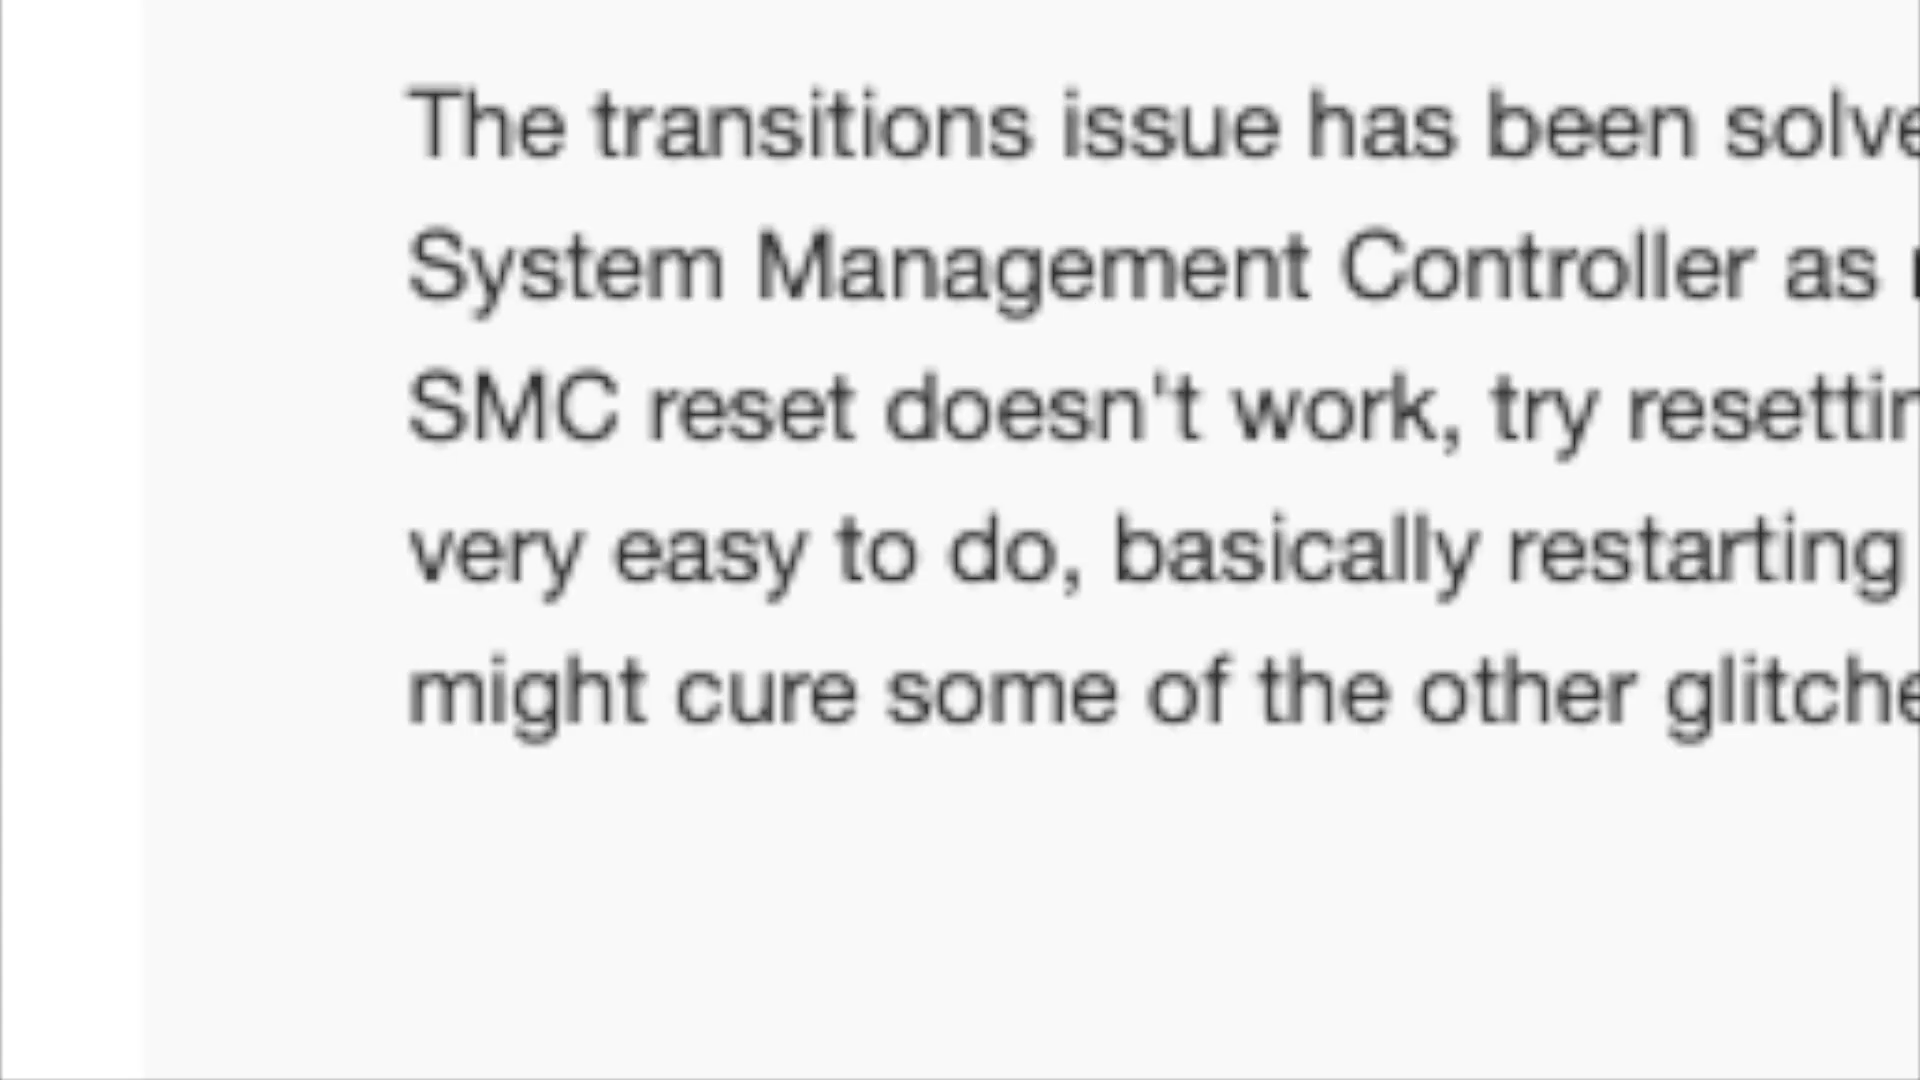 The transitions issue has been solve
System Management Controller as
SMC reset doesn't work, try resettin
very easy to do, basically restarting
might cure some of the other glitche